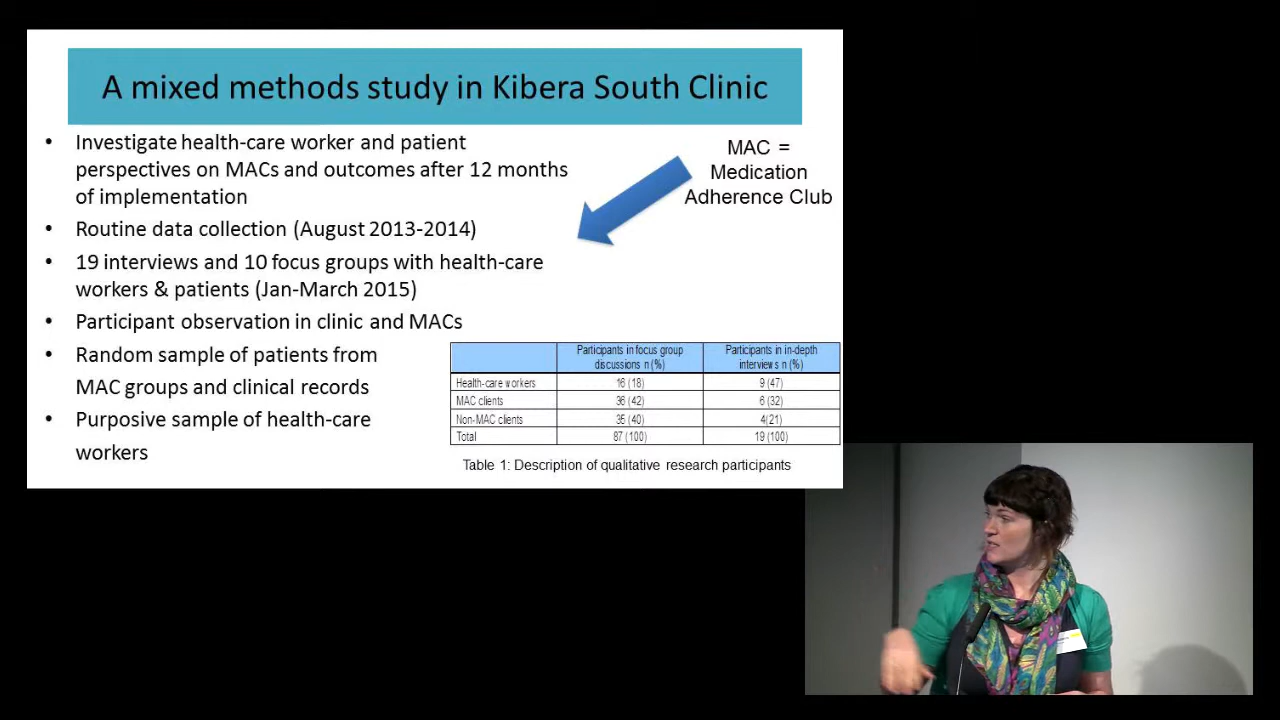 A mixed methods study in Kibera South Clinic
• Investigate health-care worker and patient
perspectives on MACs and outcomes after 12 months
of implementation
• Routine data collection (August 2013-2014)
• 19 interviews and 10 focus groups with health-care
workers & patients (Jan-March 2015)
• Participant observation in clinic and MACs
• Random sample of patients from
MAC groups and clinical records
• Purposive sample of health-care
workers
MAC =
Medication
Adherence Club
Participants in focus group
discussions n (%)
Participants in in-depth
interviews n (%)
Health-care workers 16 (18) 9 (47)
MAC clients 36 (42) 6 (32)
Non-MAC clients 35 (40) 4(21)
Total 87 (100) 19 (100)
Table 1: Description of qualitative research participants